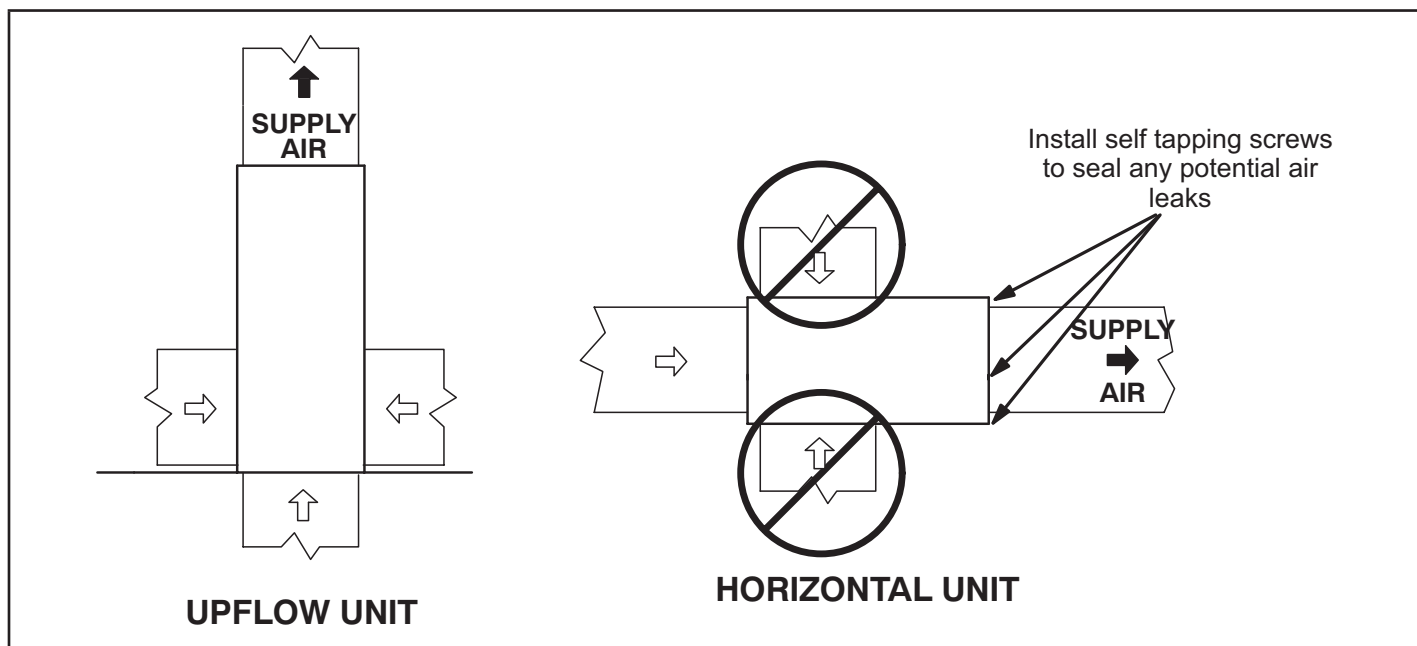 SUPPLY
AIR
UPFLOW UNIT
Install self tapping screws
to seal any potential air
leaks
SUPPLY
AIR
HORIZONTAL UNIT